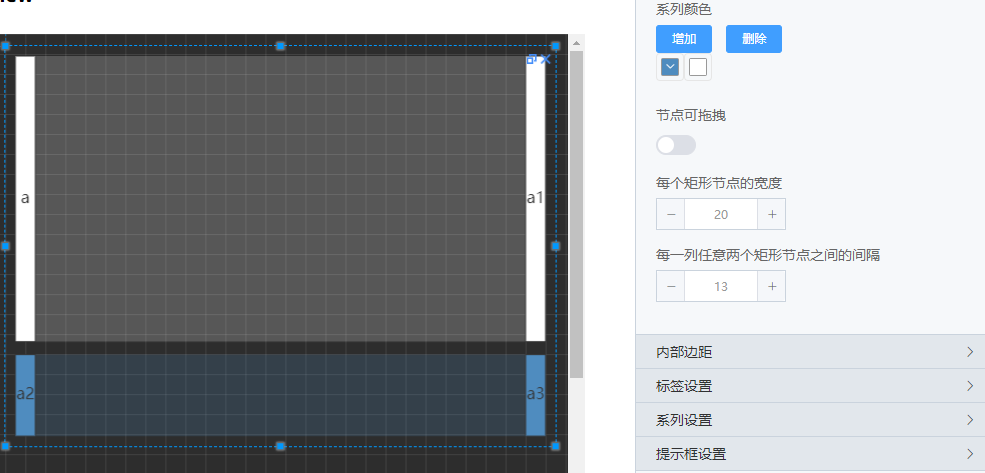 a
a1
a2
a3
系列颜色
增加 删除
节点可拖拽
每个矩形节点的宽度
− 20 +
每一列任意两个矩形节点之间的间隔
− 13 +
内部边距
标签设置
系列设置
提示框设置